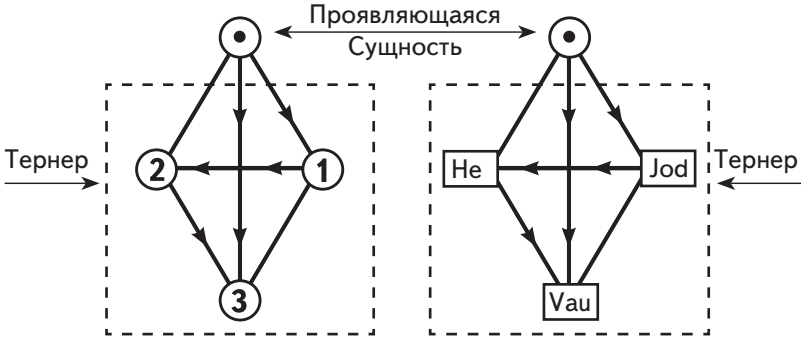 Проявляющаяся
Сущность
Тернер
2
1
3
He
Jod
Vau
Тернер